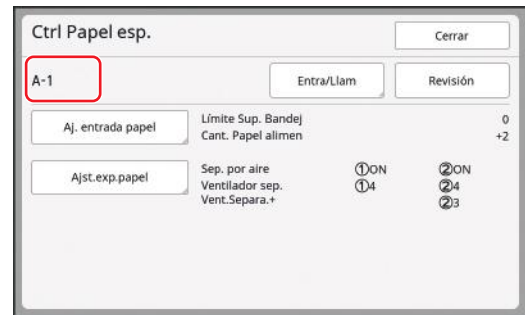 Ctrl Papel esp.
Cerrar
A-1
Entra/Llam
Revisión
Aj. entrada papel
Límite Sup. Bandej 0
Cant. Papel alimen +2
Ajst.exp.papel
Sep. por aire ①ON ②ON
Ventilador sep. ①4 ②4
Vent.Separa.+ ②3